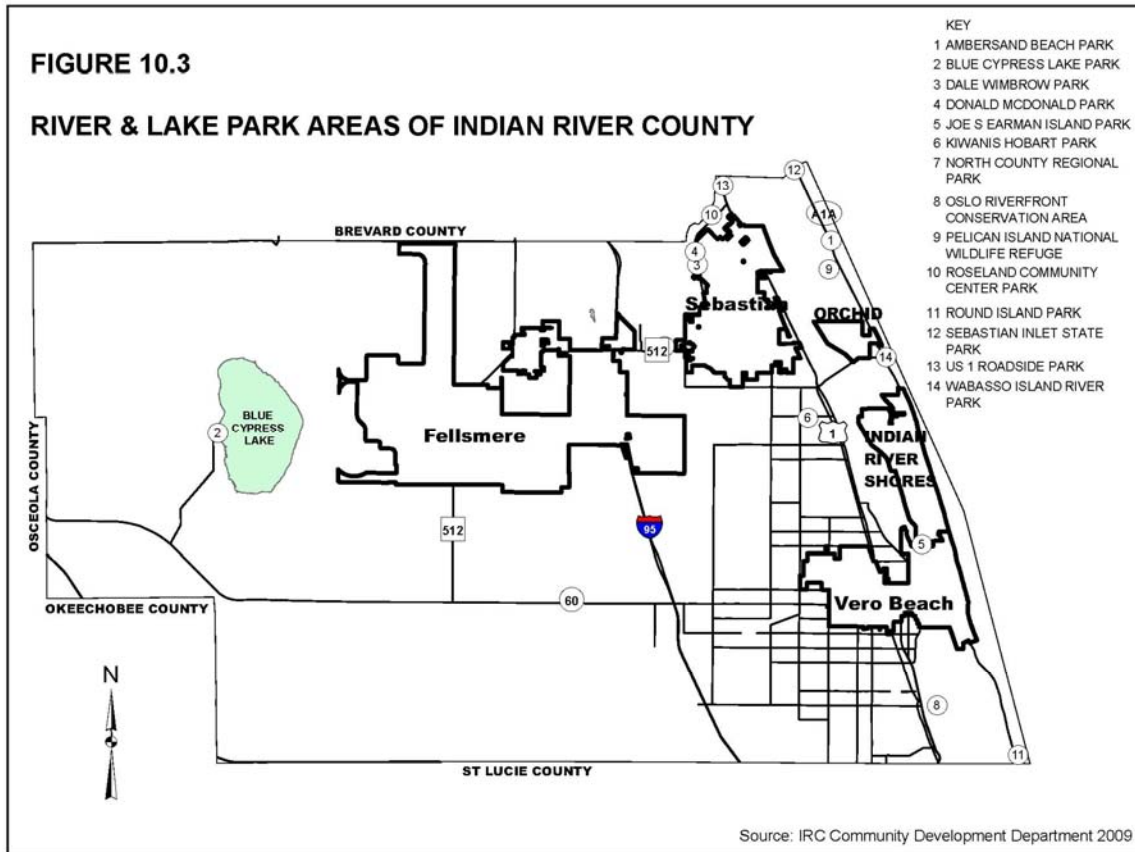 FIGURE 10.3
RIVER & LAKE PARK AREAS OF INDIAN RIVER COUNTY
KEY
1 AMBERSAND BEACH PARK
2 BLUE CYPRESS LAKE PARK
3 DALE WIMBROW PARK
4 DONALD MCDONALD PARK
5 JOE S EARMAN ISLAND PARK
6 KIWANIS HOBART PARK
7 NORTH COUNTY REGIONAL
PARK
8 OSLO RIVERFRONT
CONSERVATION AREA
9 PELICAN ISLAND NATIONAL
WILDLIFE REFUGE
10 ROSELAND COMMUNITY
CENTER PARK
11 ROUND ISLAND PARK
12 SEBASTIAN INLET STATE
PARK
13 US 1 ROADSIDE PARK
14 WABASSO ISLAND RIVER
PARK
12
13
10
A1A
BREVARD COUNTY
1
4
3
9
Sebastian
ORCHID
512
14
BLUE
CYPRESS
LAKE
2
6
1
Fellsmere
INDIAN
RIVER
SHORES
OSCEOLA COUNTY
512
95
5
60
Vero Beach
OKEECHOBEE COUNTY
N
8
11
ST LUCIE COUNTY
Source: IRC Community Development Department 2009